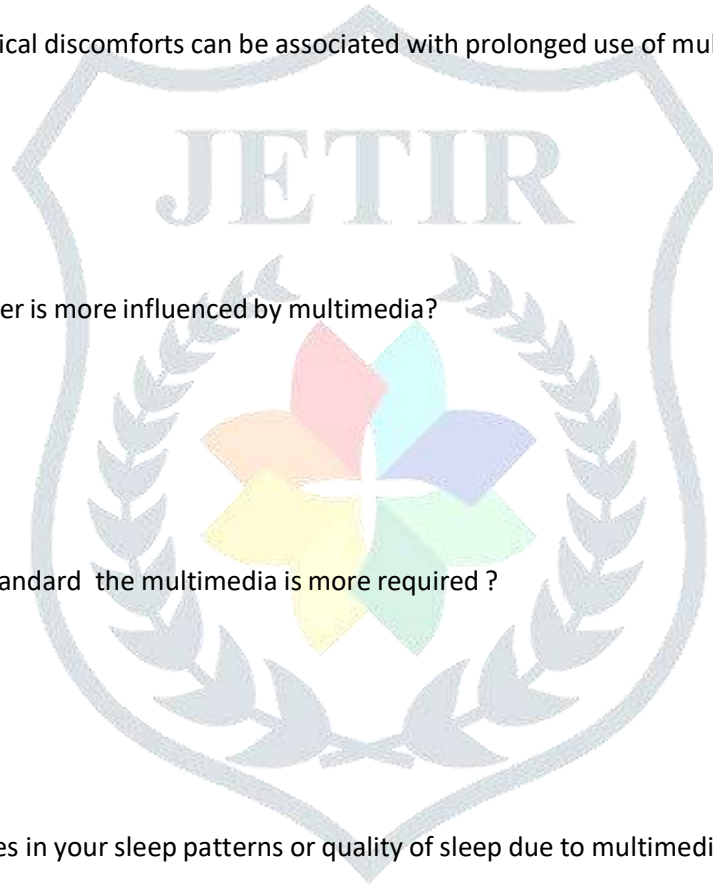 ical discomforts can be associated with prolonged use of mul
JETIR
er is more influenced by multimedia?
andard the multimedia is more required ?
es in your sleep patterns or quality of sleep due to multimedi